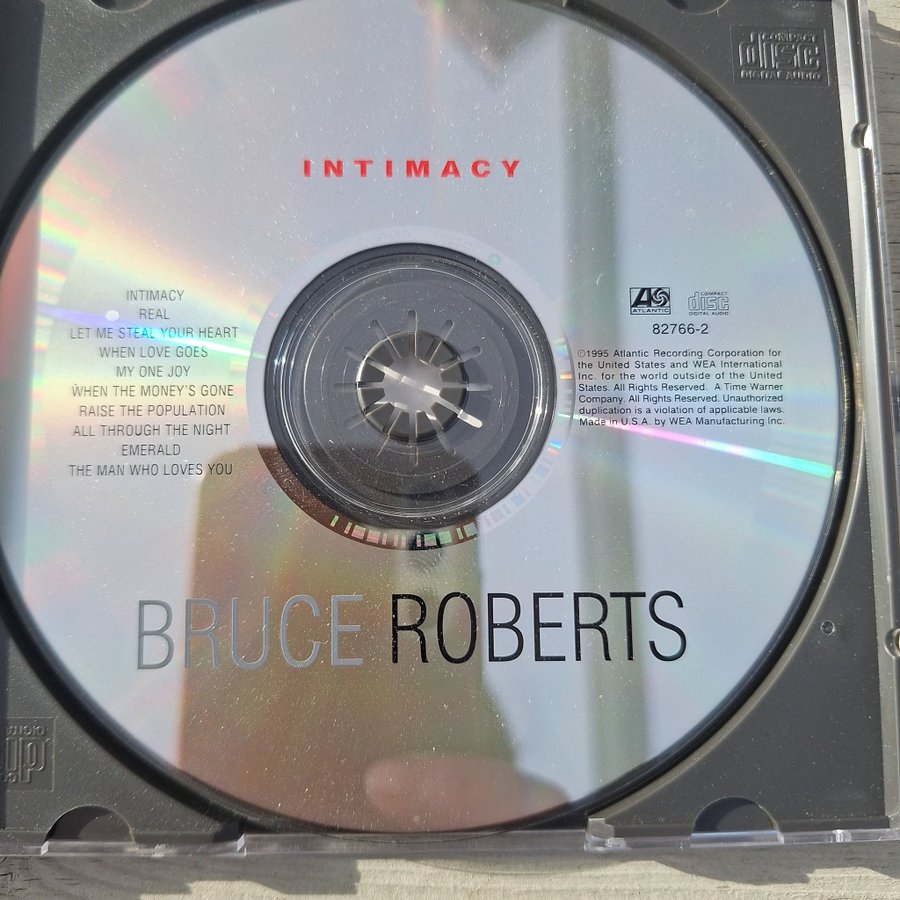 COMPACT
disc
DIGITAL AUDIO
INTIMACY
INTIMACY
REAL
LET ME STEAL YOUR HEART
WHEN LOVE GOES
MY ONE JOY
WHEN THE MONEY'S GONE
RAISE THE POPULATION
ALL THROUGH THE NIGHT
EMERALD
THE MAN WHO LOVES YOU
ATLANTIC
COMPACT
disc
DIGITAL AUDIO
82766-2
©1995 Atlantic Recording Corporation for
the United States and WEA International
Inc. for the world outside of the United
States. All Rights Reserved. A Time Warner
Company. All Rights Reserved. Unauthorized
duplication is a violation of applicable laws.
Made in U.S.A. by WEA Manufacturing Inc.
BRUCE ROBERTS